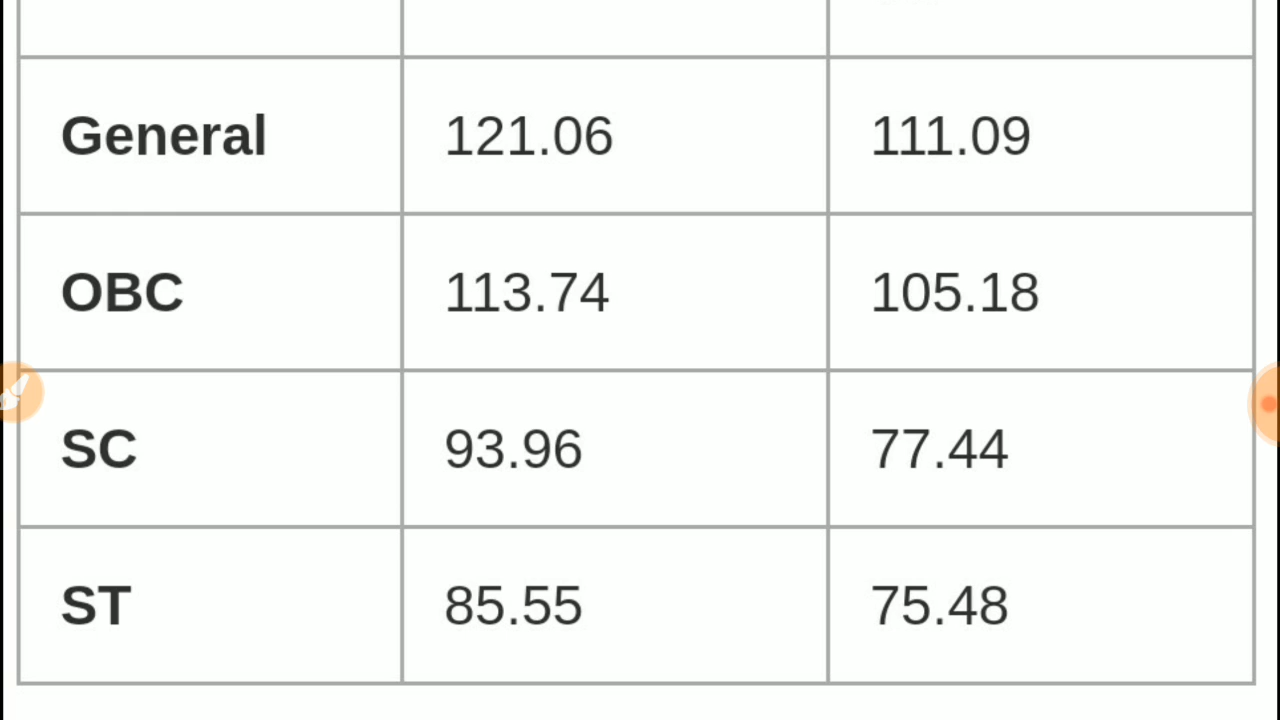 General 121.06 111.09
OBC 113.74 105.18
SC 93.96 77.44
ST 85.55 75.48